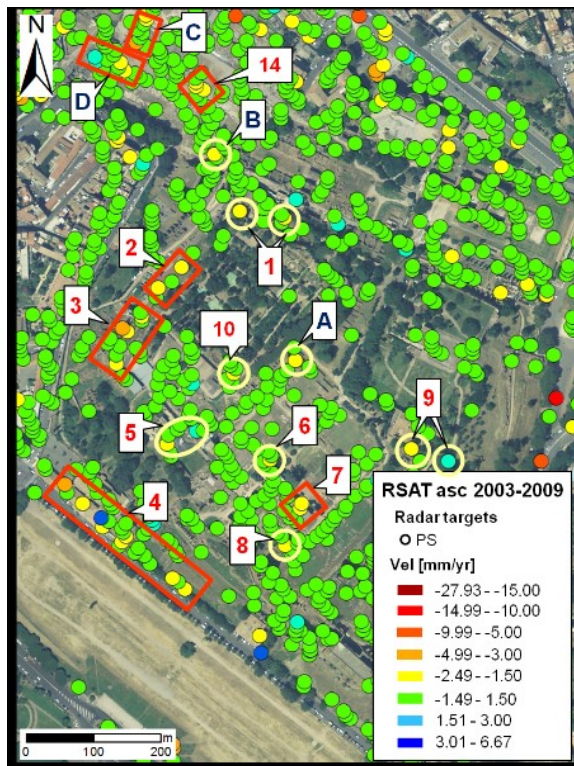 N
C
14
D
B
2
1
3
10
A
5
6
9
7
4
8
RSAT asc 2003-2009
Radar targets
PS
Vel [mm/yr]
-27.93 - -15.00
-14.99 - -10.00
-9.99 - -5.00
-4.99 - -3.00
-2.49 - -1.50
-1.49 - 1.50
1.51 - 3.00
3.01 - 6.67
0 100 200 m